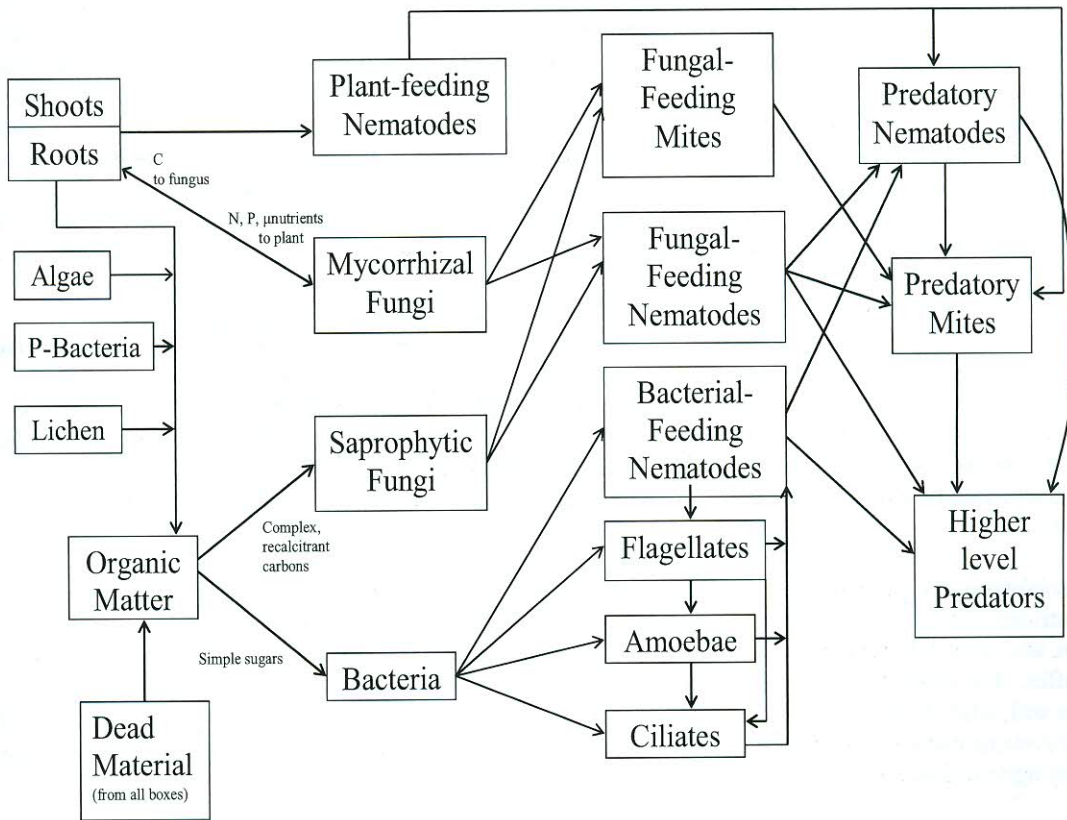 Shoots
Roots
Plant-feeding
Nematodes
Fungal-
Feeding
Mites
Predatory
Nematodes
C
to fungus
N, P, µnutrients
to plant
Algae
Mycorrhizal
Fungi
Fungal-
Feeding
Nematodes
Predatory
Mites
P-Bacteria
Lichen
Saprophytic
Fungi
Bacterial-
Feeding
Nematodes
Complex,
recalcitrant
carbons
Organic
Matter
Flagellates
Higher
level
Predators
Simple sugars
Bacteria
Amoebae
Ciliates
Dead
Material
(from all boxes)